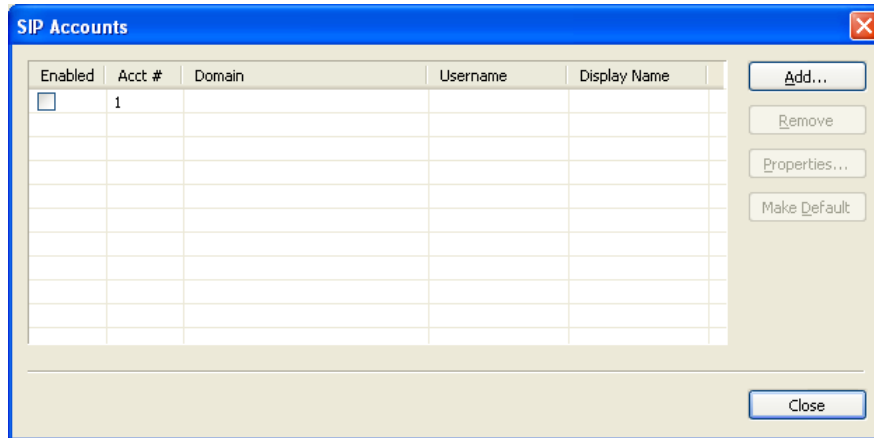 SIP Accounts
Enabled Acct # Domain Username Display Name
1
Add...
Remove
Properties...
Make Default
Close